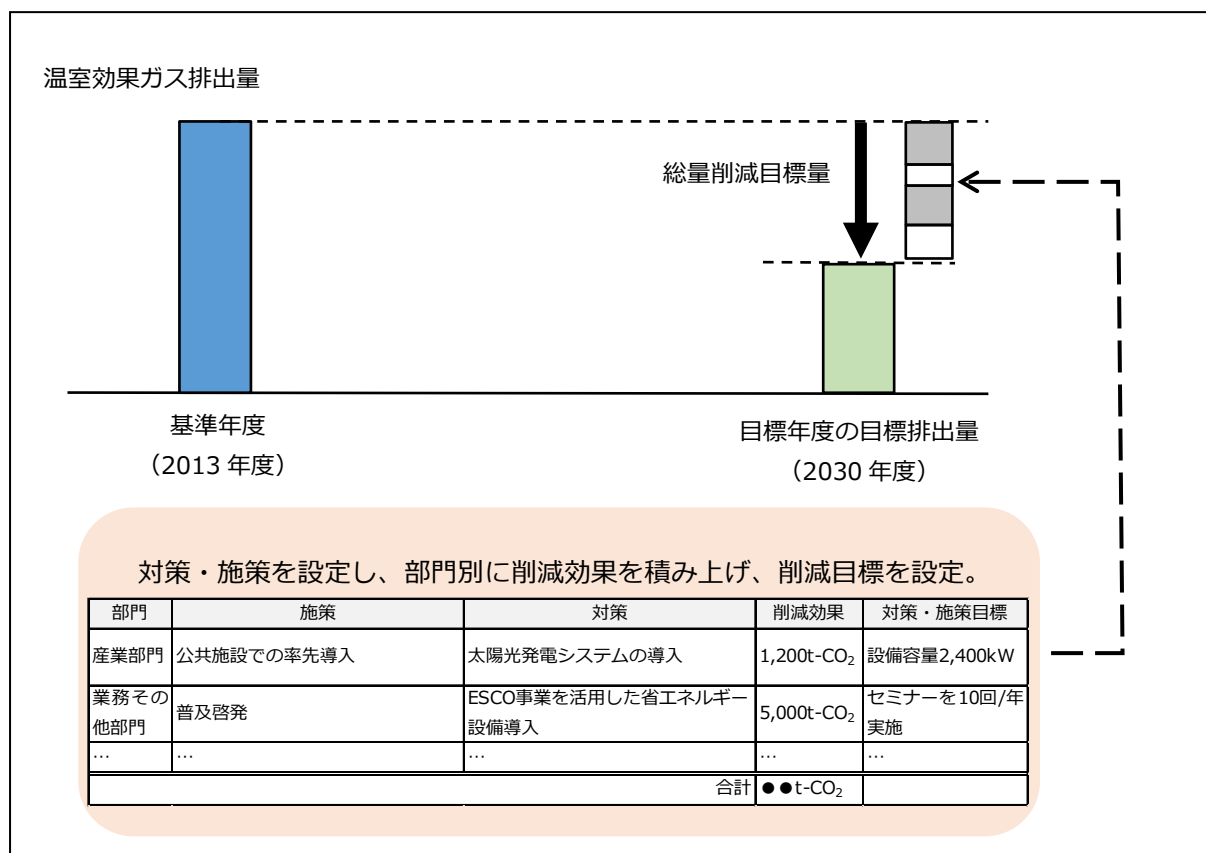 温室効果ガス排出量
総量削減目標量
基準年度
（2013 年度）
目標年度の目標排出量
（2030 年度）
対策・施策を設定し、部門別に削減効果を積み上げ、削減目標を設定。
部門 施策 対策 削減効果 対策・施策目標
産業部門 公共施設での率先導入 太陽光発電システムの導入 1,200t-CO₂ 設備容量2,400kW
業務その
他部門
普及啓発
ESCO事業を活用した省エネルギー
設備導入
5,000t-CO₂
セミナーを10回/年
実施
… … … … …
合計 ●●t-CO₂